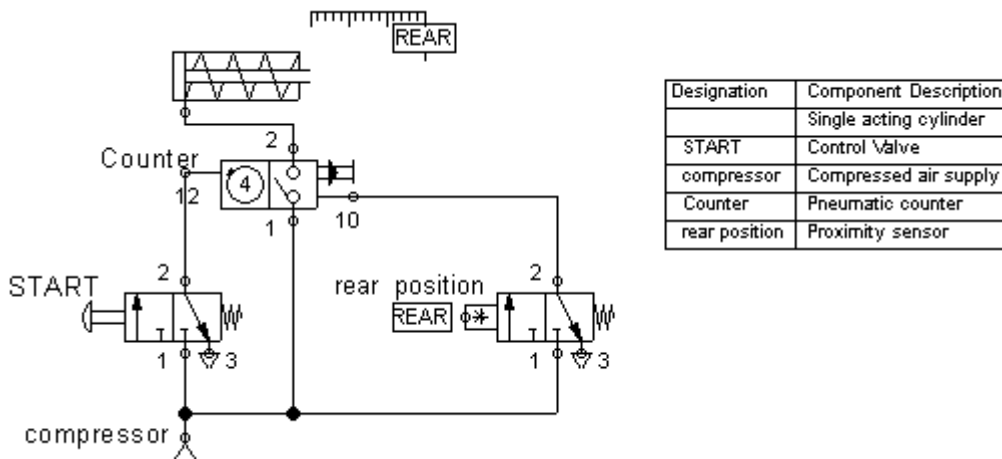 REAR
Counter
2
4
12
1
10
START
2
1
3
rear position
REAR
2
1
3
compressor
Designation Component Description
Single acting cylinder
START Control Valve
compressor Compressed air supply
Counter Pneumatic counter
rear position Proximity sensor